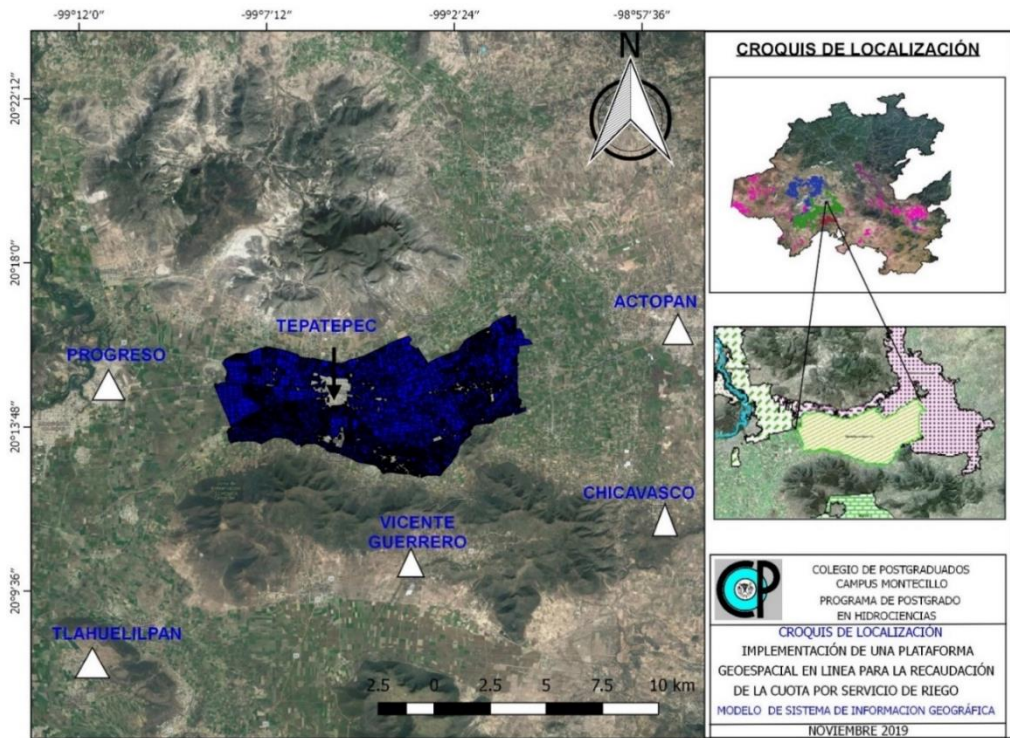 -99°12'0"
-99°7'12"
-99°2'24"
-98°57'36"
20°22'12"
20°18'0"
20°13'48"
20°9'36"
N
ACTOPAN
TEPATEPEC
PROGRESO
CHICAVASCO
VICENTE
GUERRERO
TLAHUELILPAN
2.5 0 2.5 5 7.5 10 km
CROQUIS DE LOCALIZACIÓN
CP
COLEGIO DE POSTGRADUADOS
CAMPUS MONTECILLO
PROGRAMA DE POSTGRADO
EN HIDROCIENCIAS
CROQUIS DE LOCALIZACIÓN
IMPLEMENTACIÓN DE UNA PLATAFORMA
GEOESPACIAL EN LINEA PARA LA RECAUDACIÓN
DE LA CUOTA POR SERVICIO DE RIEGO
MODELO DE SISTEMA DE INFORMACION GEOGRÁFICA
NOVIEMBRE 2019